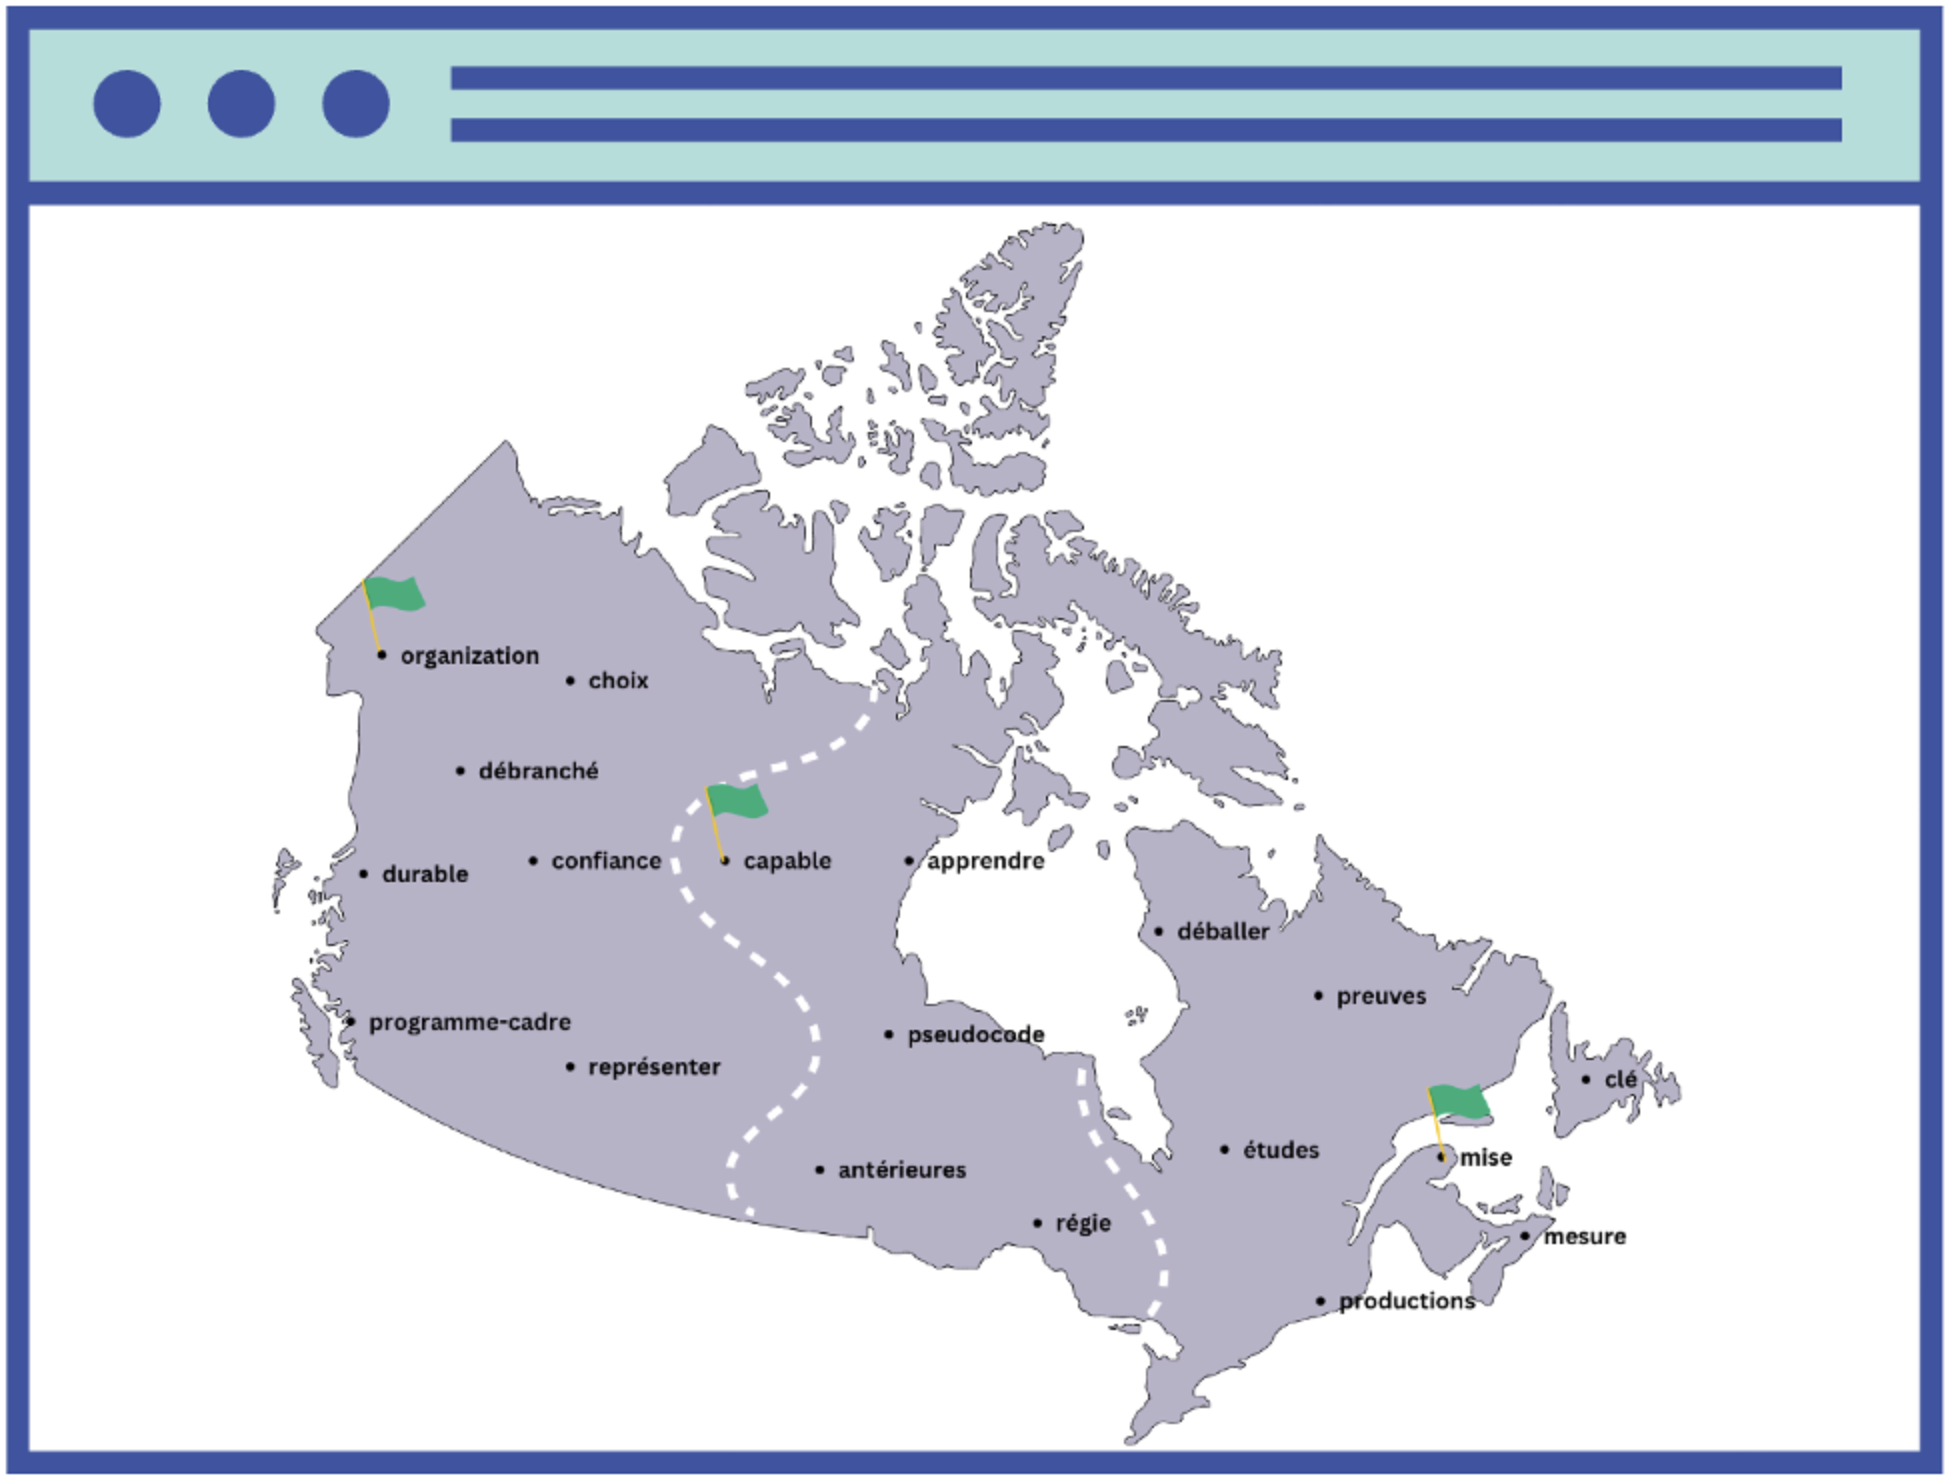 organization
choix
débranché
confiance
capable
apprendre
durable
déballer
preuves
programme-cadre
pseudocode
représenter
clé
études
mise
antérieures
régie
mesure
productions